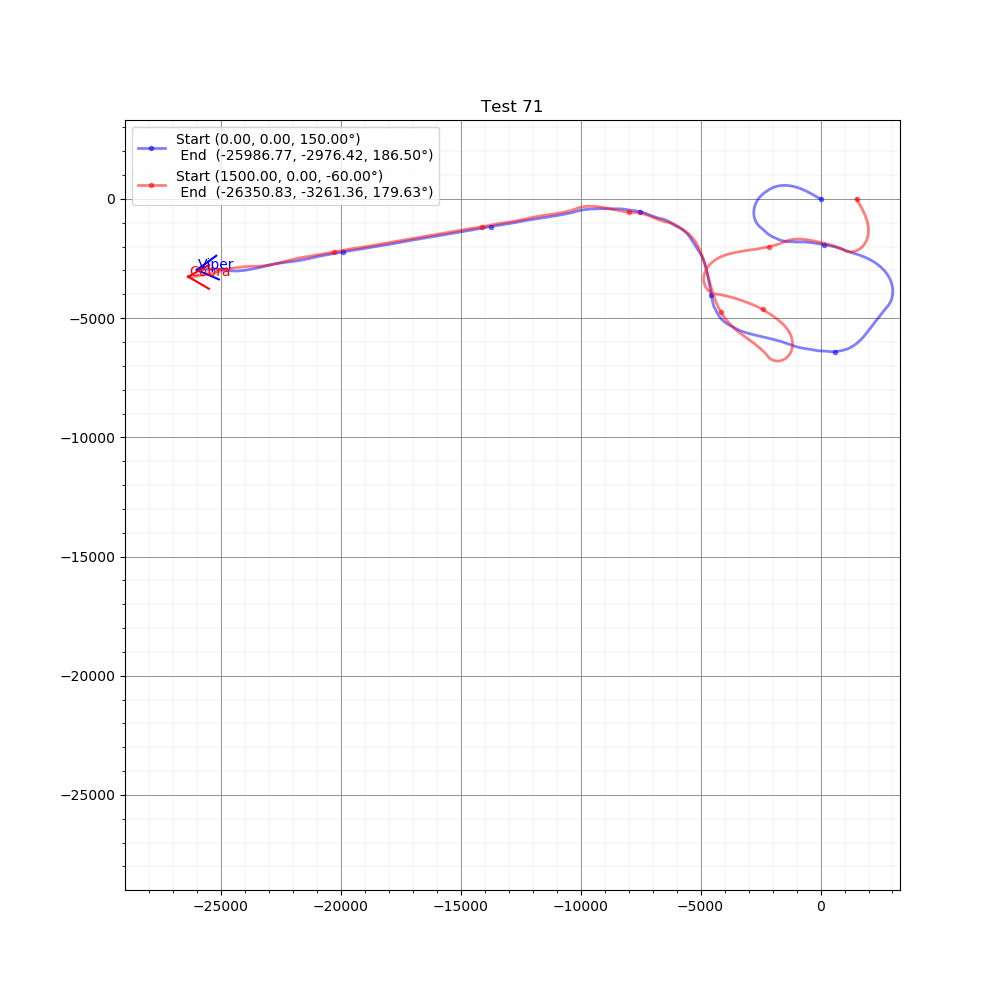 Test 71
Start (0.00, 0.00, 150.00°)
End (-25986.77, -2976.42, 186.50°)
Start (1500.00, 0.00, -60.00°)
End (-26350.83, -3261.36, 179.63°)
0
−5000
−10000
−15000
−20000
−25000
Viper
Cobra
−25000 −20000 −15000 −10000 −5000 0